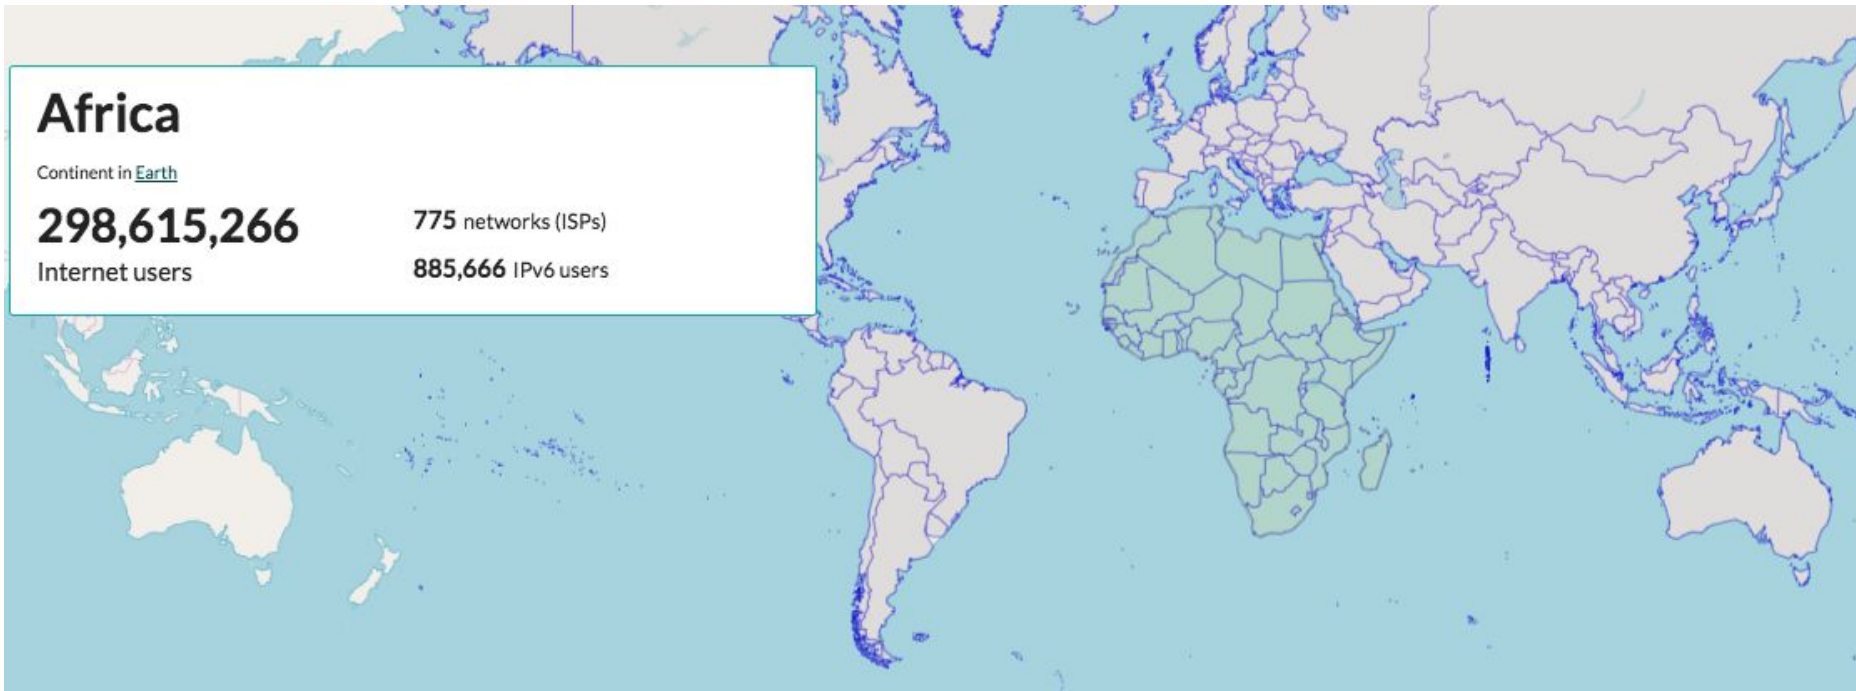 Africa
Continent in Earth
298,615,266
Internet users
775 networks (ISPs)
885,666 IPv6 users